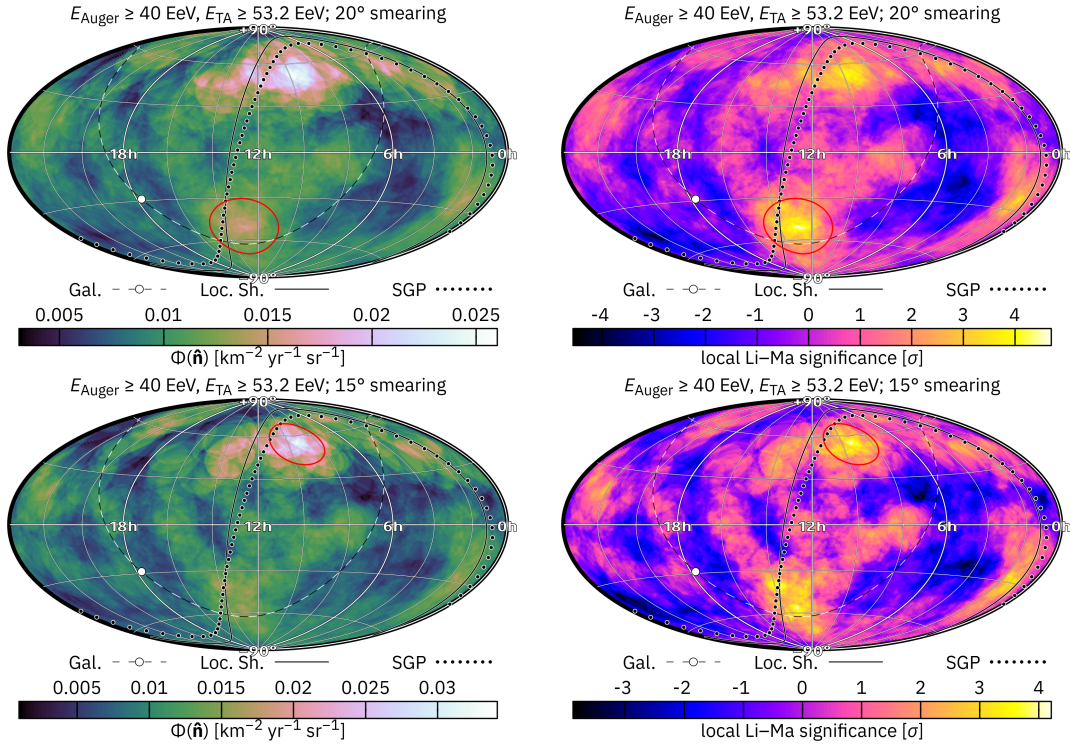 E_Auger ≥ 40 EeV, E_TA ≥ 53.2 EeV; 20° smearing
+90°
18h 12h 6h 0h
−90°
Gal. Loc. Sh. SGP
0.005 0.01 0.015 0.02 0.025
Φ(n̂) [km⁻² yr⁻¹ sr⁻¹]
E_Auger ≥ 40 EeV, E_TA ≥ 53.2 EeV; 20° smearing
+90°
18h 12h 6h 0h
−90°
Gal. Loc. Sh. SGP
-4 -3 -2 -1 0 1 2 3 4
local Li–Ma significance [σ]
E_Auger ≥ 40 EeV, E_TA ≥ 53.2 EeV; 15° smearing
+90°
18h 12h 6h 0h
−90°
Gal. Loc. Sh. SGP
0.005 0.01 0.015 0.02 0.025 0.03
Φ(n̂) [km⁻² yr⁻¹ sr⁻¹]
E_Auger ≥ 40 EeV, E_TA ≥ 53.2 EeV; 15° smearing
+90°
18h 12h 6h 0h
−90°
Gal. Loc. Sh. SGP
-3 -2 -1 0 1 2 3 4
local Li–Ma significance [σ]